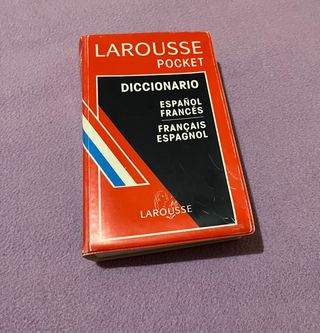 LAROUSSE
POCKET
DICCIONARIO
ESPAÑOL
FRANCÉS
FRANÇAIS
ESPAGNOL
LAROUSSE